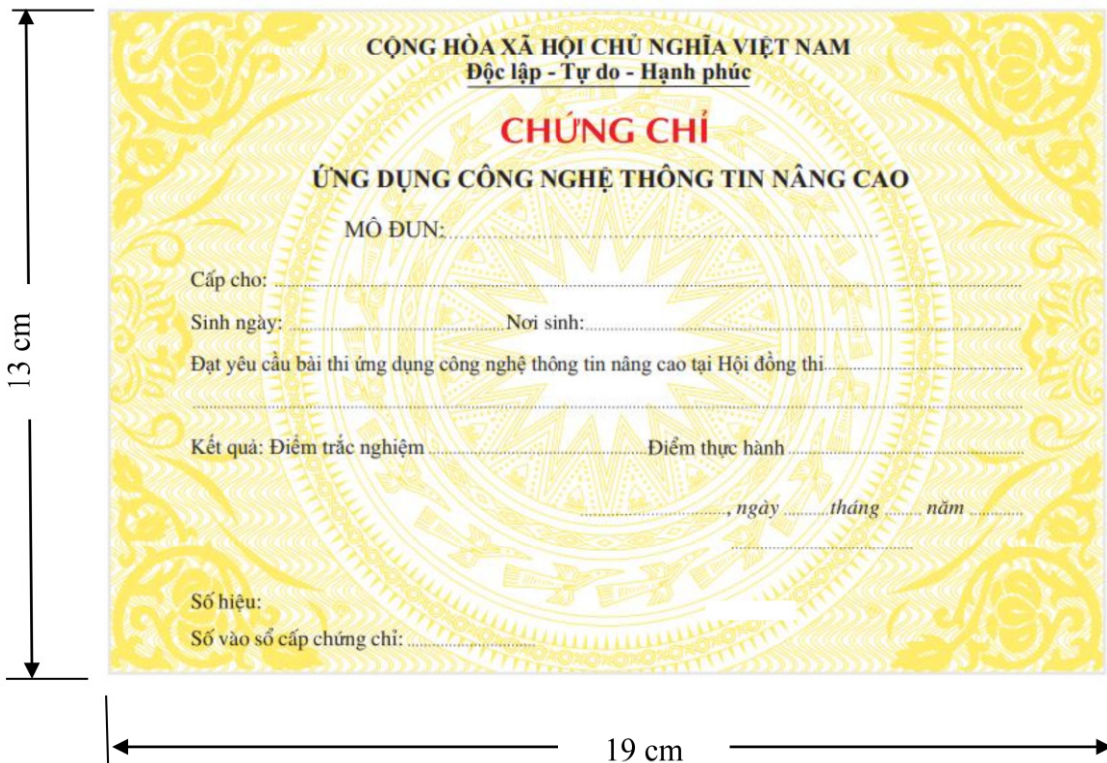 CỘNG HÒA XÃ HỘI CHỦ NGHĨA VIỆT NAM
Độc lập - Tự do - Hạnh phúc
CHỨNG CHỈ
ỨNG DỤNG CÔNG NGHỆ THÔNG TIN NÂNG CAO
MÔ ĐUN:
Cấp cho:
Sinh ngày: Nơi sinh:
Đạt yêu cầu bài thi ứng dụng công nghệ thông tin nâng cao tại Hội đồng thi
Kết quả: Điểm trắc nghiệm Điểm thực hành
, ngày tháng năm
Số hiệu:
Số vào sổ cấp chứng chỉ:
13 cm
19 cm